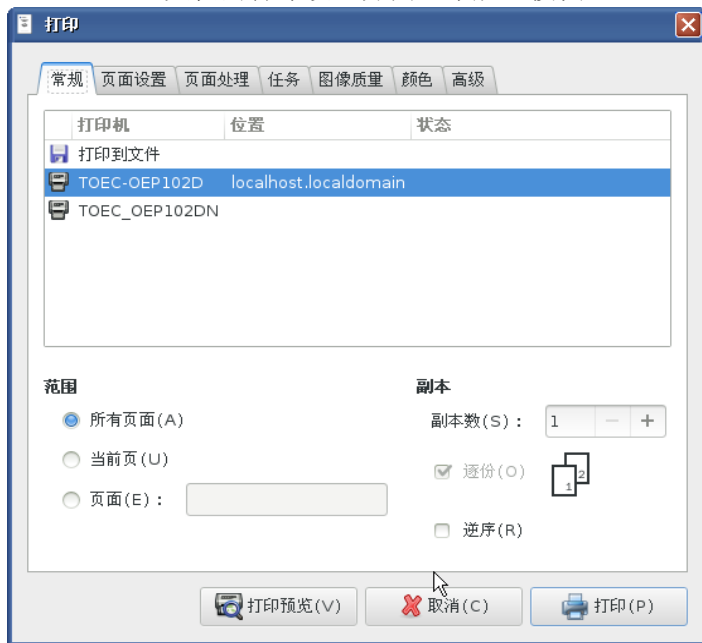 打印
常规 页面设置 页面处理 任务 图像质量 颜色 高级
打印机 位置 状态
打印到文件
TOEC-OEP102D localhost.localdomain
TOEC_OEP102DN
范围 副本
所有页面(A) 副本数(S)： 1 − +
当前页(U) 逐份(O) 1 2
页面(E)：
逆序(R)
打印预览(V) 取消(C) 打印(P)